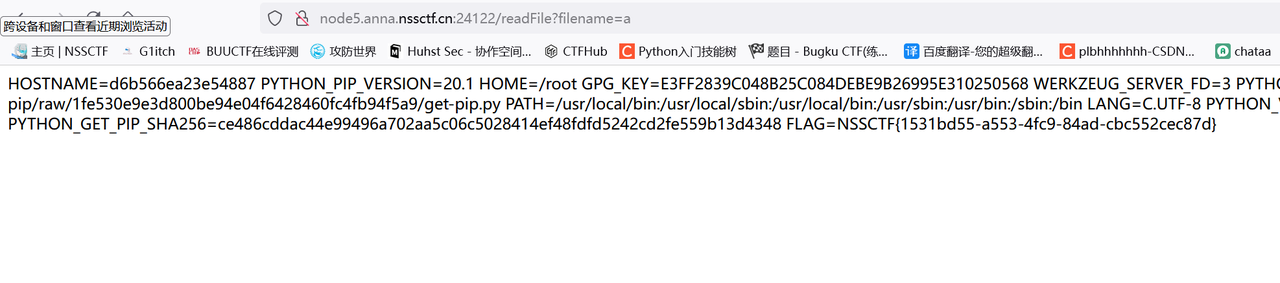 node5.anna.nssctf.cn:24122/readFile?filename=a
跨设备和窗口查看近期浏览活动
主页 | NSSCTF G1itch BUUCTF在线评测 攻防世界 Huhst Sec - 协作空间... CTFHub Python入门技能树 题目 - Bugku CTF(练... 百度翻译-您的超级翻... plbhhhhhhh-CSDN... chataa
HOSTNAME=d6b566ea23e54887 PYTHON_PIP_VERSION=20.1 HOME=/root GPG_KEY=E3FF2839C048B25C084DEBE9B26995E310250568 WERKZEUG_SERVER_FD=3 PYTHO
pip/raw/1fe530e9e3d800be94e04f6428460fc4fb94f5a9/get-pip.py PATH=/usr/local/bin:/usr/local/sbin:/usr/local/bin:/usr/sbin:/usr/bin:/sbin:/bin LANG=C.UTF-8 PYTHON_
PYTHON_GET_PIP_SHA256=ce486cddac44e99496a702aa5c06c5028414ef48fdfd5242cd2fe559b13d4348 FLAG=NSSCTF{1531bd55-a553-4fc9-84ad-cbc552cec87d}